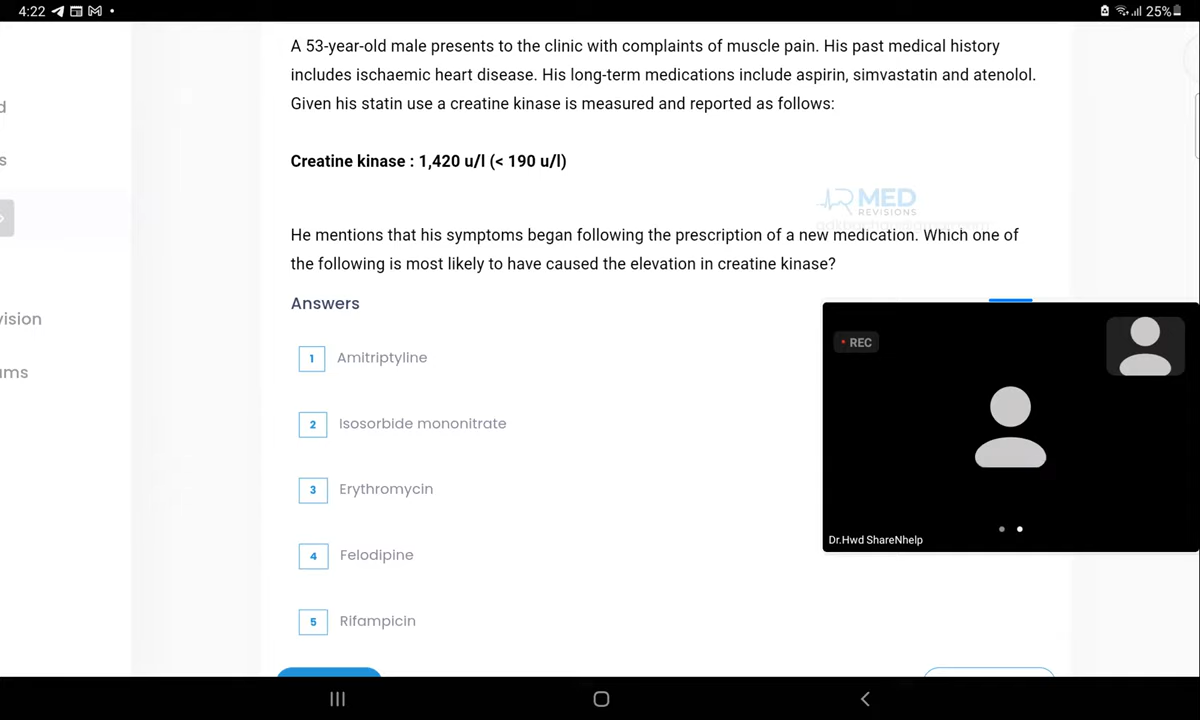 4:22 25%
A 53-year-old male presents to the clinic with complaints of muscle pain. His past medical history
includes ischaemic heart disease. His long-term medications include aspirin, simvastatin and atenolol.
Given his statin use a creatine kinase is measured and reported as follows:
Creatine kinase : 1,420 u/l (< 190 u/l)
MED
REVISIONS
He mentions that his symptoms began following the prescription of a new medication. Which one of
the following is most likely to have caused the elevation in creatine kinase?
Answers
1 Amitriptyline
2 Isosorbide mononitrate
3 Erythromycin
4 Felodipine
5 Rifampicin
d
s
vision
ms
REC
Dr.Hwd ShareNhelp